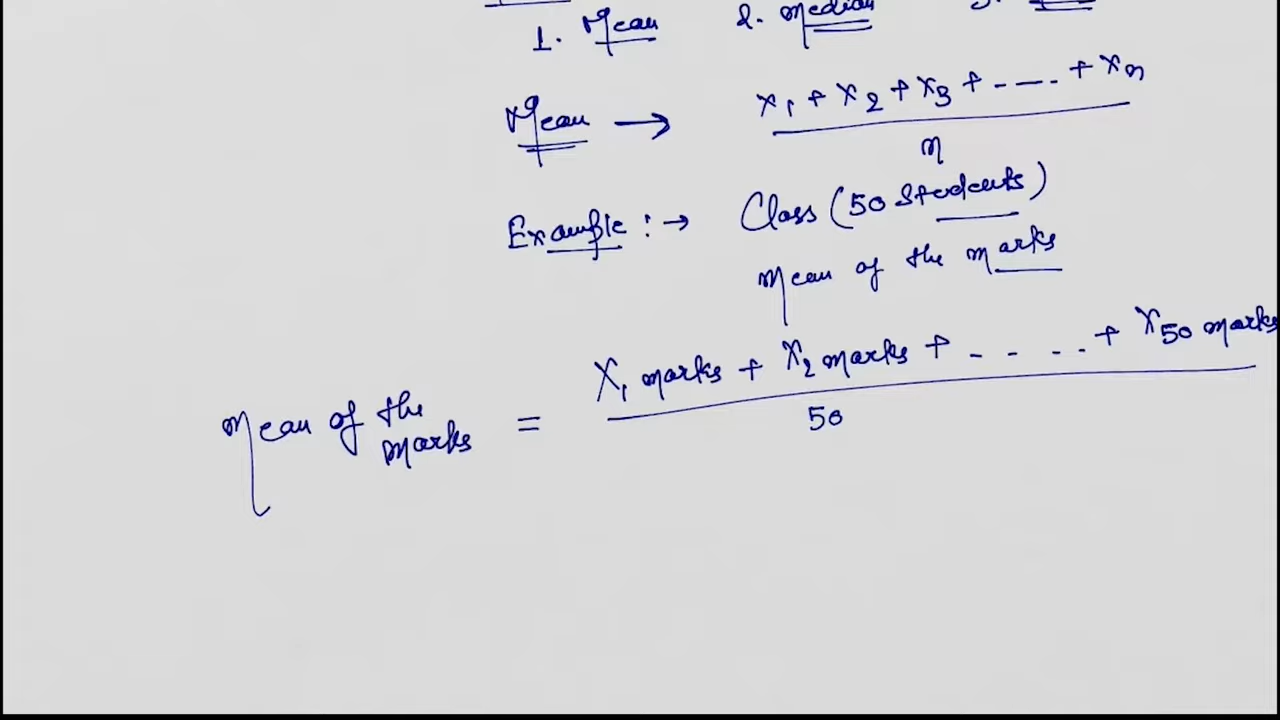 1. Mean 2. Median 3.
Mean → x1 + x2 + x3 + ----- + xn
n
Example :→ Class (50 Students)
Mean of the marks
Mean of the marks = X1 marks + X2 marks + - - - .. + X50 marks
50